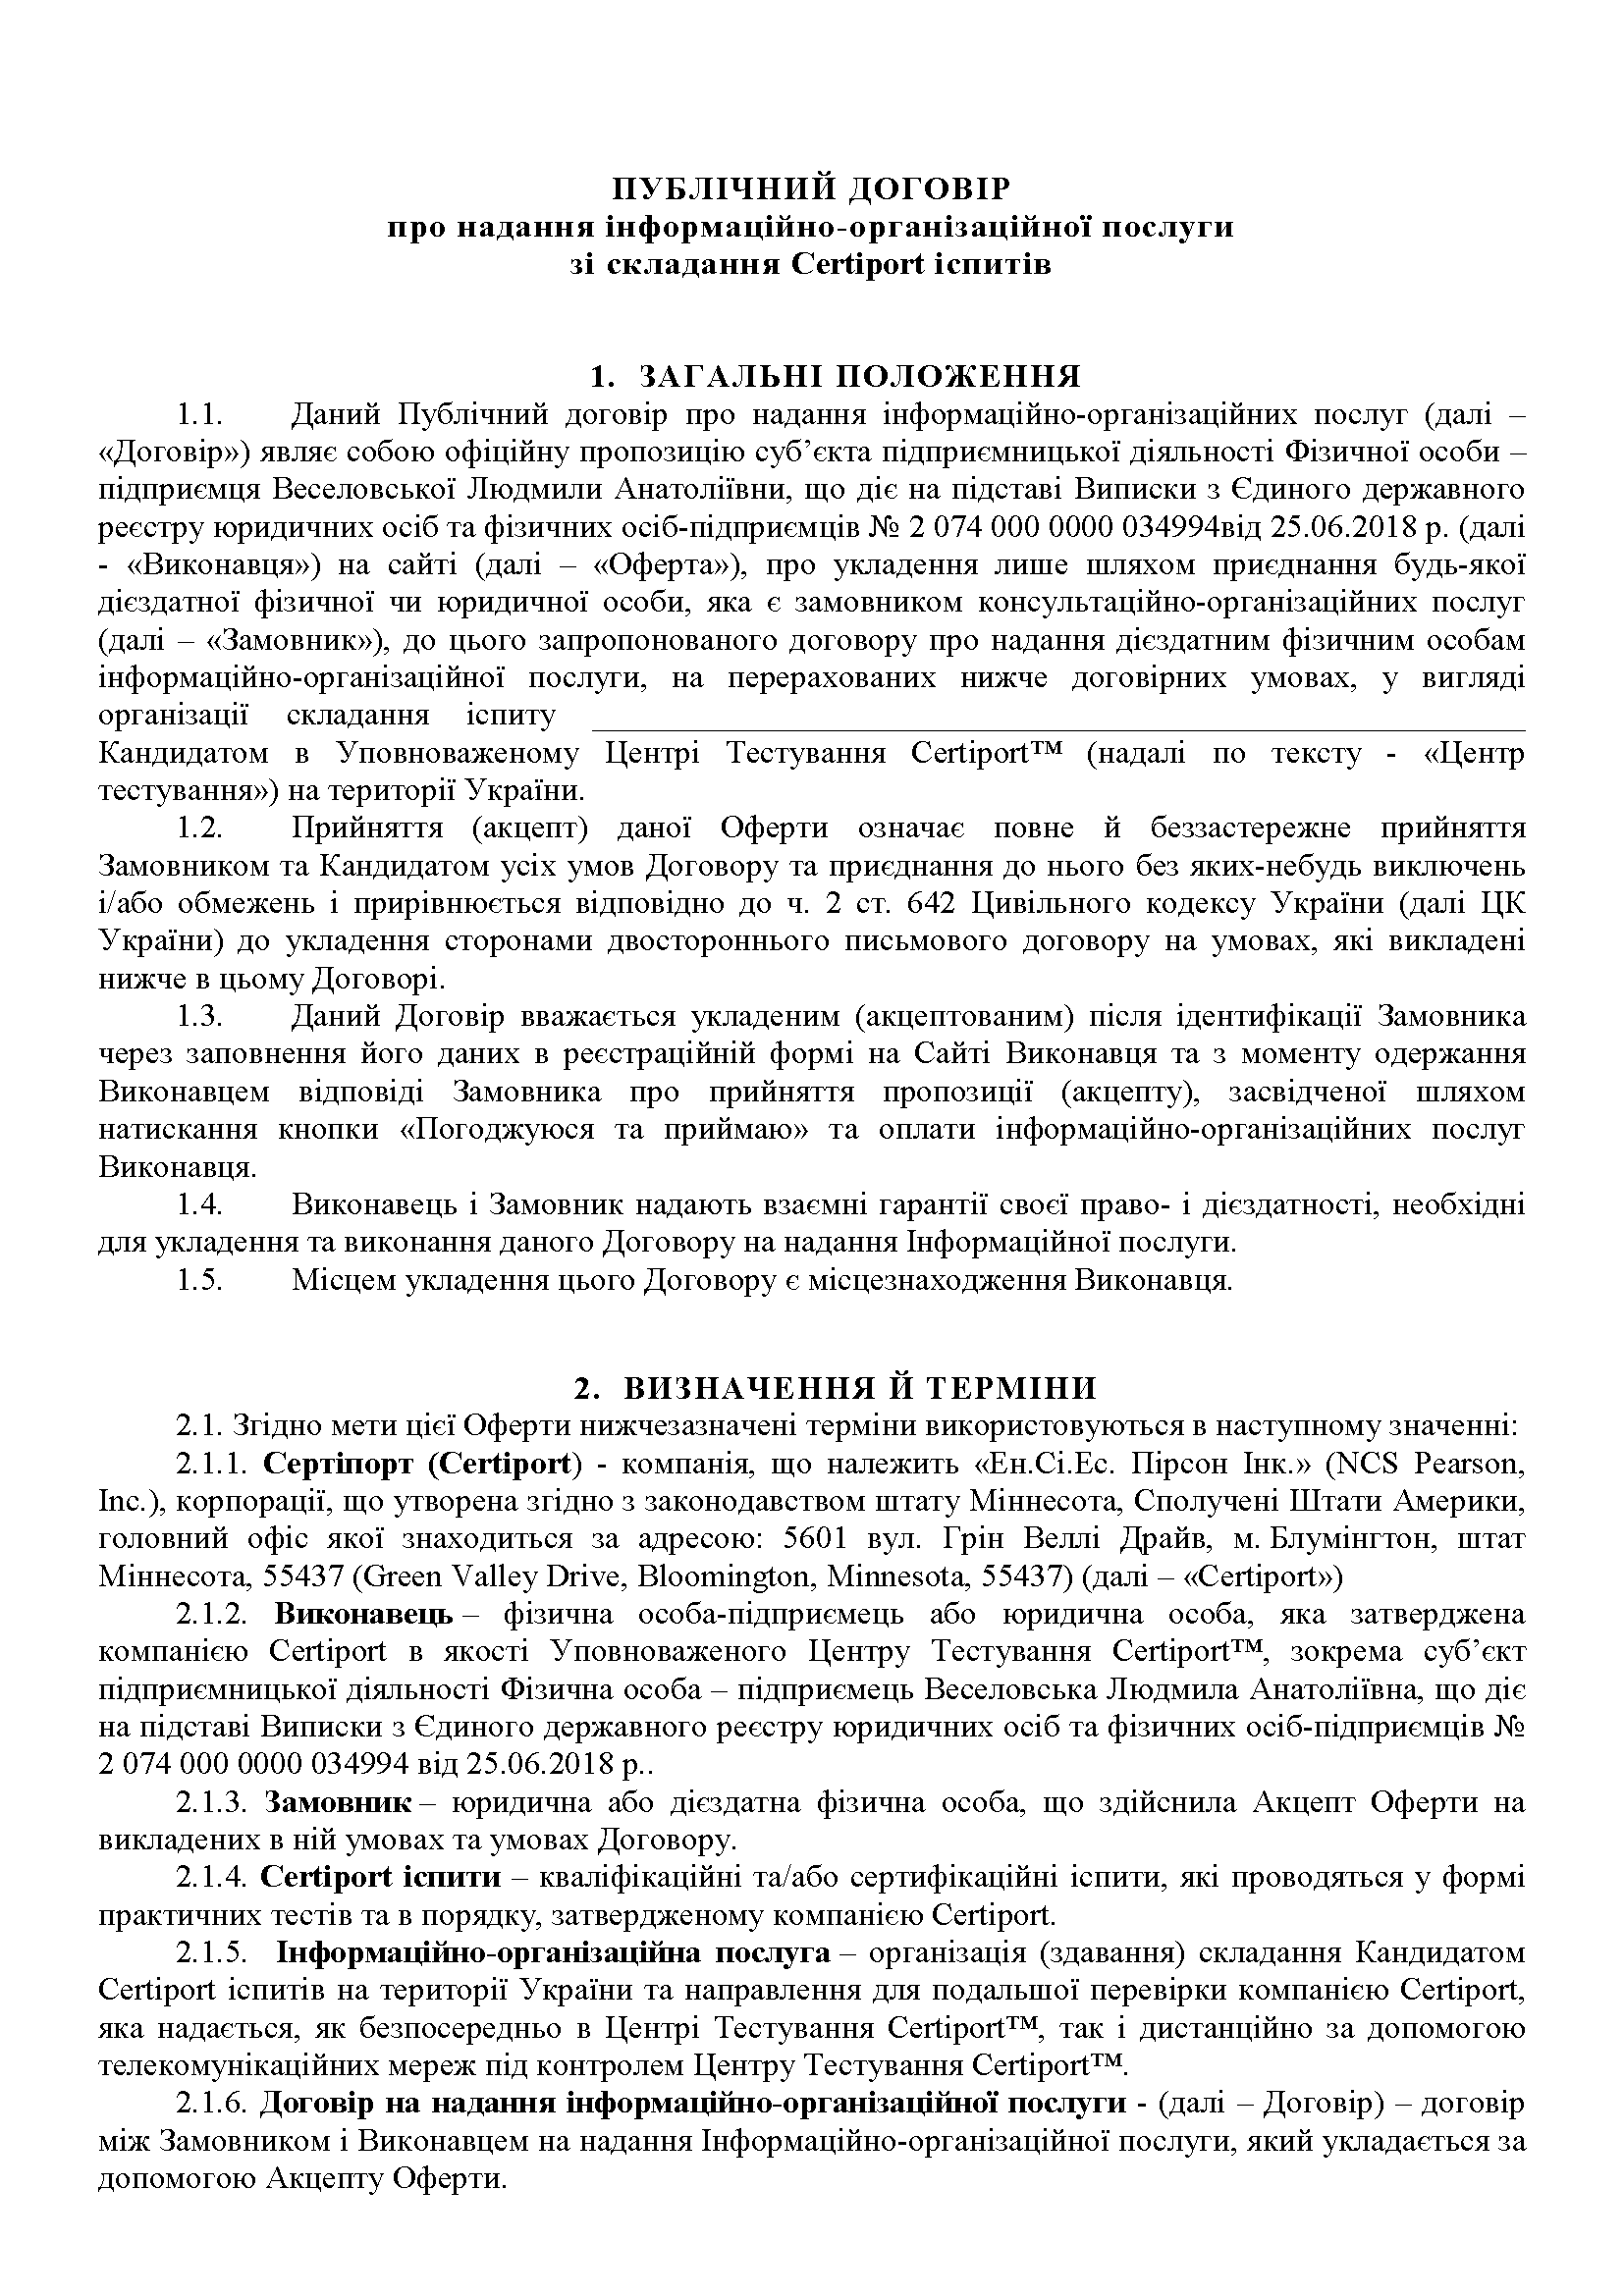 ПУБЛІЧНИЙ ДОГОВІР
про надання інформаційно-організаційної послуги
зі складання Certiport іспитів
1. ЗАГАЛЬНІ ПОЛОЖЕННЯ
1.1. Даний Публічний договір про надання інформаційно-організаційних послуг (далі –
«Договір») являє собою офіційну пропозицію суб’єкта підприємницької діяльності Фізичної особи –
підприємця Веселовської Людмили Анатоліївни, що діє на підставі Виписки з Єдиного державного
реєстру юридичних осіб та фізичних осіб-підприємців № 2 074 000 0000 034994від 25.06.2018 р. (далі
- «Виконавця») на сайті (далі – «Оферта»), про укладення лише шляхом приєднання будь-якої
дієздатної фізичної чи юридичної особи, яка є замовником консультаційно-організаційних послуг
(далі – «Замовник»), до цього запропонованого договору про надання дієздатним фізичним особам
інформаційно-організаційної послуги, на перерахованих нижче договірних умовах, у вигляді
організації складання іспиту ____________________
Кандидатом в Уповноваженому Центрі Тестування Certiport™ (надалі по тексту - «Центр
тестування») на території України.
1.2. Прийняття (акцепт) даної Оферти означає повне й беззастережне прийняття
Замовником та Кандидатом усіх умов Договору та приєднання до нього без яких-небудь виключень
і/або обмежень і прирівнюється відповідно до ч. 2 ст. 642 Цивільного кодексу України (далі ЦК
України) до укладення сторонами двостороннього письмового договору на умовах, які викладені
нижче в цьому Договорі.
1.3. Даний Договір вважається укладеним (акцептованим) після ідентифікації Замовника
через заповнення його даних в реєстраційній формі на Сайті Виконавця та з моменту одержання
Виконавцем відповіді Замовника про прийняття пропозиції (акцепту), засвідченої шляхом
натискання кнопки «Погоджуюся та приймаю» та оплати інформаційно-організаційних послуг
Виконавця.
1.4. Виконавець і Замовник надають взаємні гарантії своєї право- і дієздатності, необхідні
для укладення та виконання даного Договору на надання Інформаційної послуги.
1.5. Місцем укладення цього Договору є місцезнаходження Виконавця.
2. ВИЗНАЧЕННЯ Й ТЕРМІНИ
2.1. Згідно мети цієї Оферти нижчезазначені терміни використовуються в наступному значенні:
2.1.1. Сертіпорт (Certiport) - компанія, що належить «Ен.Сі.Ес. Пірсон Інк.» (NCS Pearson,
Inc.), корпорації, що утворена згідно з законодавством штату Міннесота, Сполучені Штати Америки,
головний офіс якої знаходиться за адресою: 5601 вул. Грін Веллі Драйв, м. Блумінгтон, штат
Міннесота, 55437 (Green Valley Drive, Bloomington, Minnesota, 55437) (далі – «Certiport»)
2.1.2. Виконавець – фізична особа-підприємець або юридична особа, яка затверджена
компанією Certiport в якості Уповноваженого Центру Тестування Certiport™, зокрема суб’єкт
підприємницької діяльності Фізична особа – підприємець Веселовська Людмила Анатоліївна, що діє
на підставі Виписки з Єдиного державного реєстру юридичних осіб та фізичних осіб-підприємців №
2 074 000 0000 034994 від 25.06.2018 р..
2.1.3. Замовник – юридична або дієздатна фізична особа, що здійснила Акцепт Оферти на
викладених в ній умовах та умовах Договору.
2.1.4. Certiport іспити – кваліфікаційні та/або сертифікаційні іспити, які проводяться у формі
практичних тестів та в порядку, затвердженому компанією Certiport.
2.1.5. Інформаційно-організаційна послуга – організація (здавання) складання Кандидатом
Certiport іспитів на території України та направлення для подальшої перевірки компанією Certiport,
яка надається, як безпосередньо в Центрі Тестування Certiport™, так і дистанційно за допомогою
телекомунікаційних мереж під контролем Центру Тестування Certiport™.
2.1.6. Договір на надання інформаційно-організаційної послуги - (далі – Договір) – договір
між Замовником і Виконавцем на надання Інформаційно-організаційної послуги, який укладається за
допомогою Акцепту Оферти.